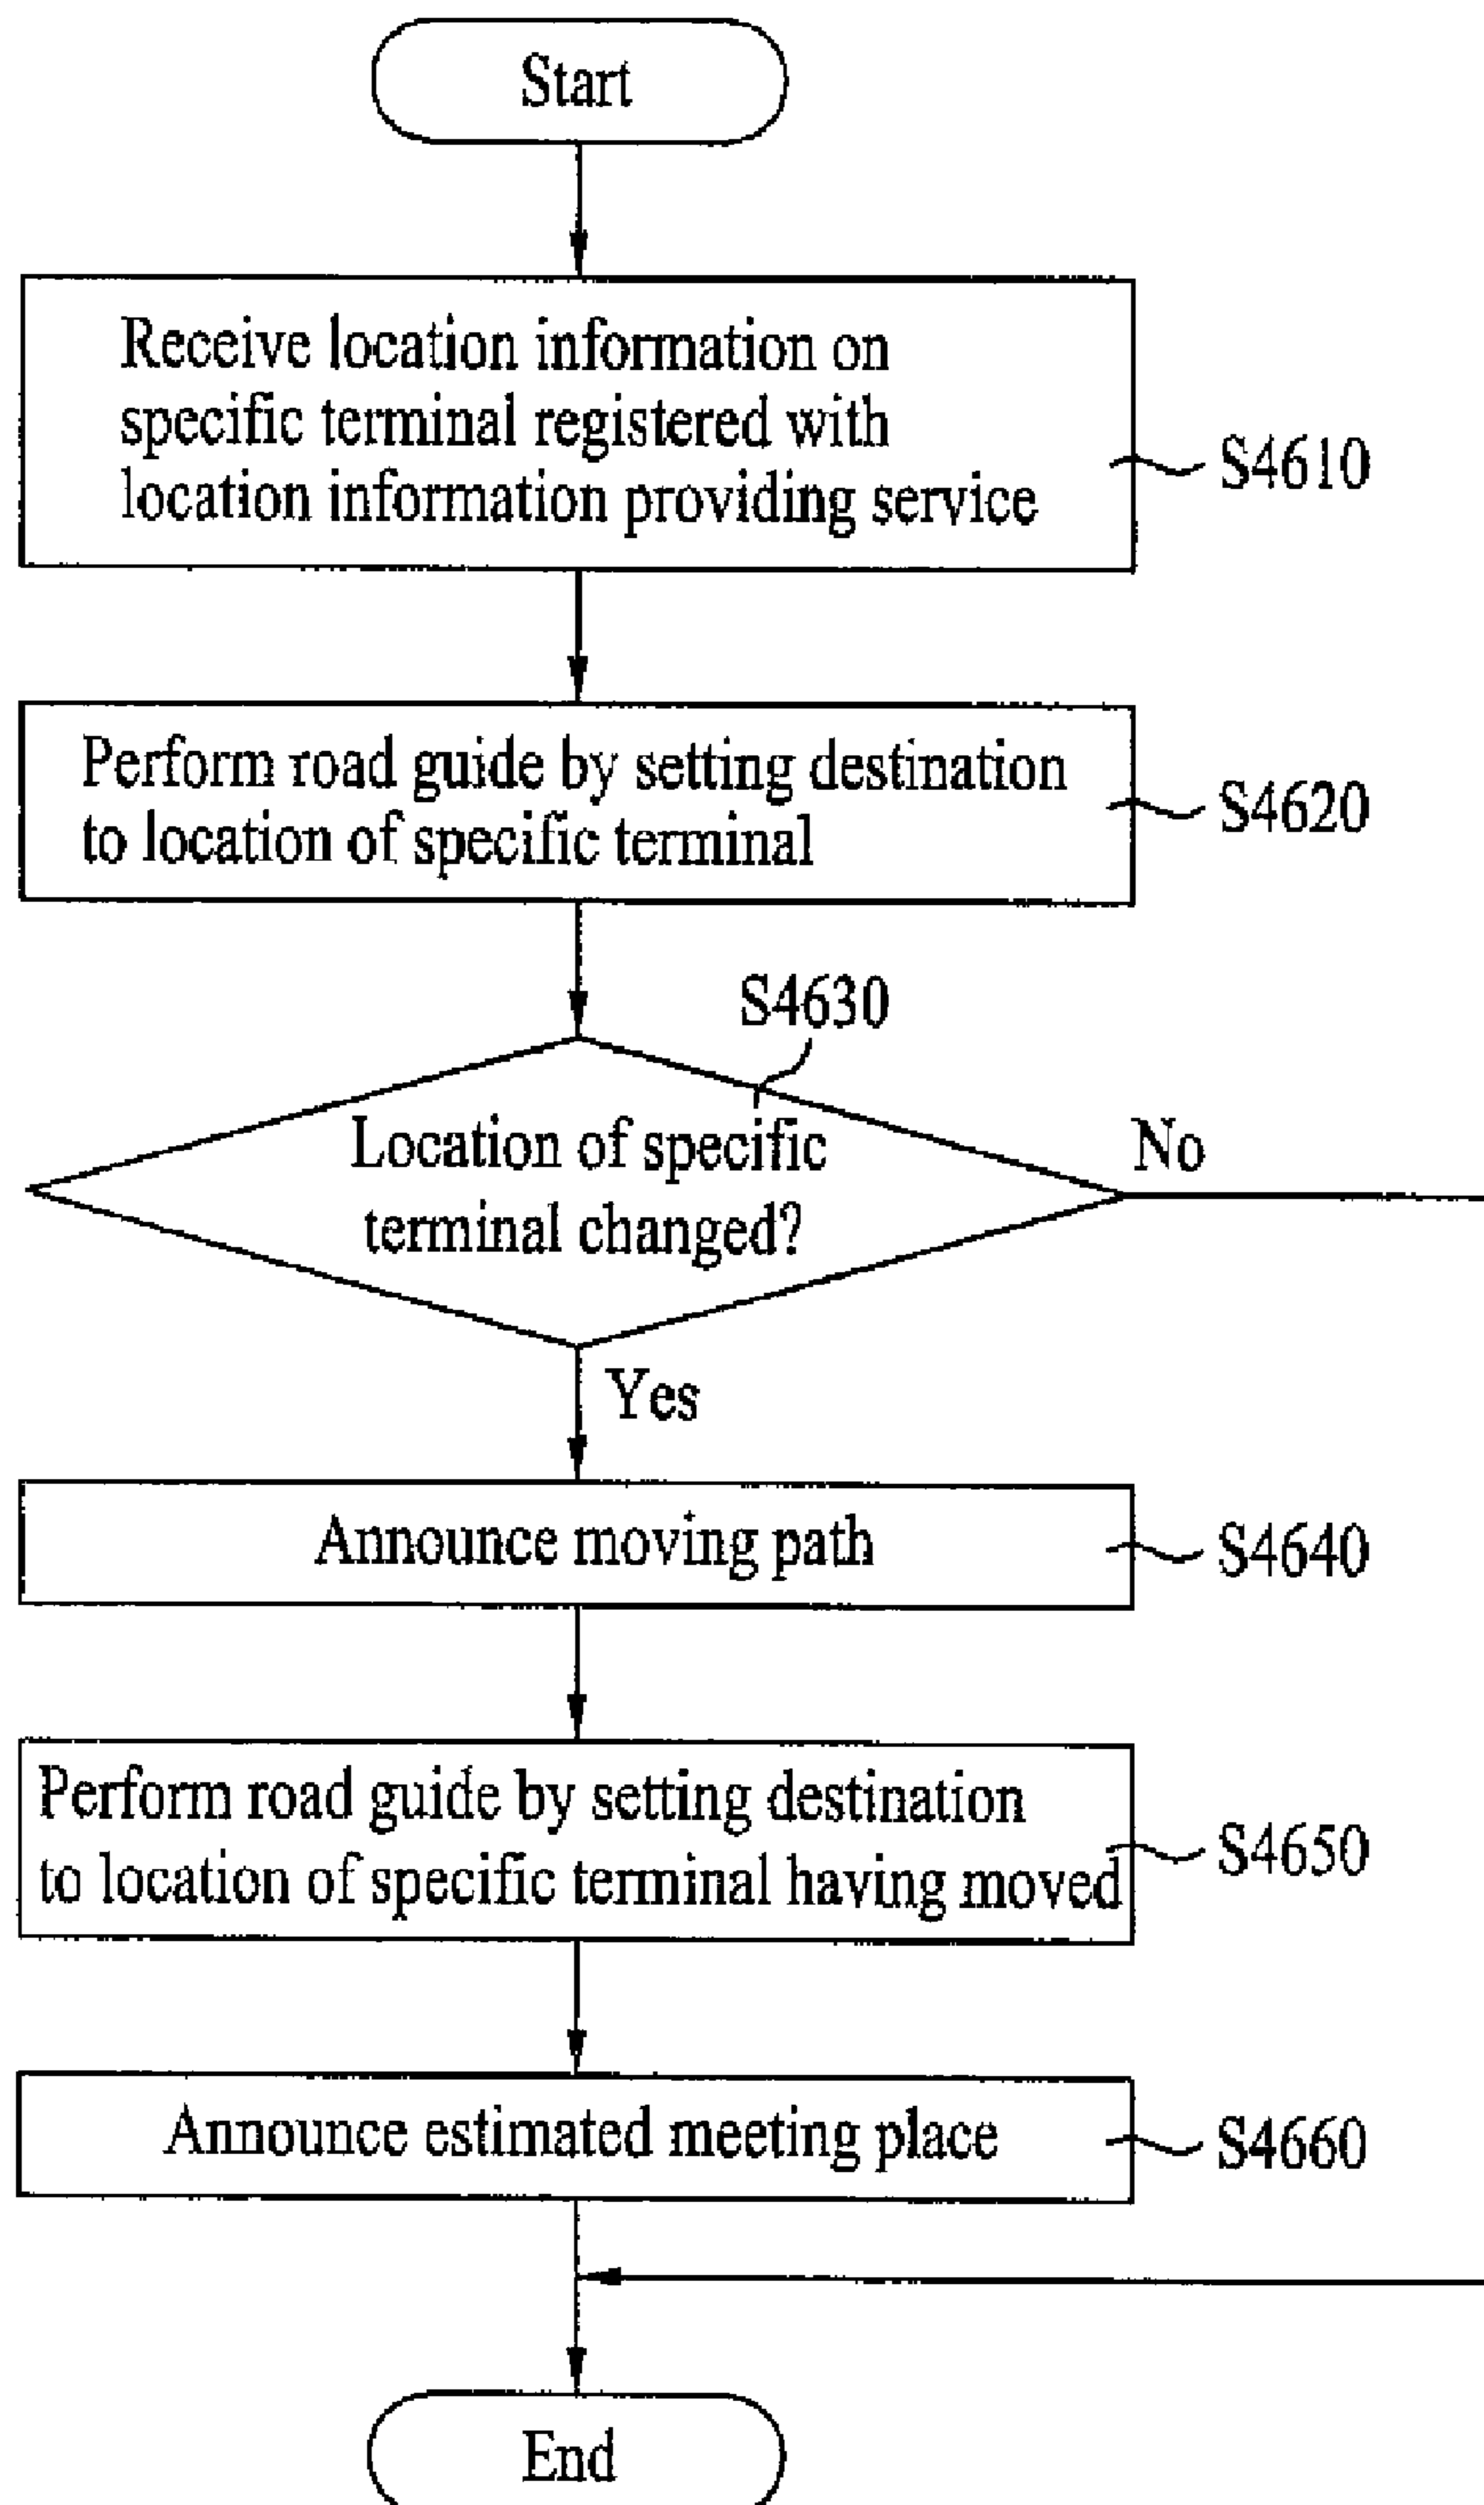 Start
Receive location information on
specific terminal registered with
location information providing service
S4610
Perform road guide by setting destination
to location of specific terminal
S4620
S4630
Location of specific
terminal changed?
No
Yes
Announce moving path
S4640
Perform road guide by setting destination
to location of specific terminal having moved
S4650
Announce estimated meeting place
S4660
End